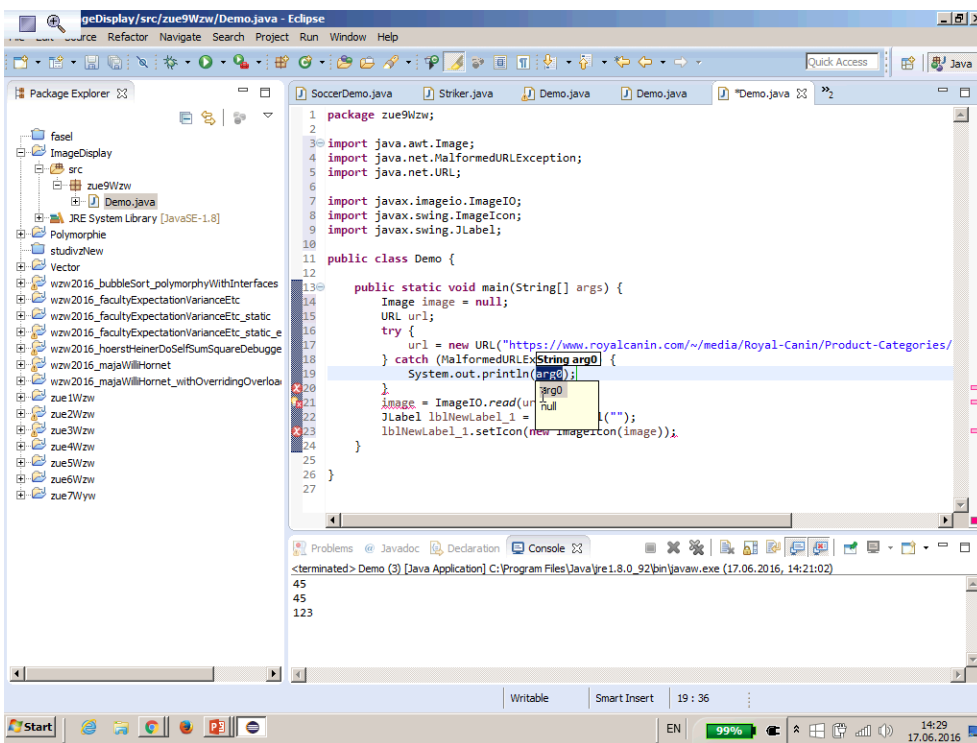 geDisplay/src/zue9Wzw/Demo.java - Eclipse
Source Refactor Navigate Search Project Run Window Help
Quick Access
Java
Package Explorer
SoccerDemo.java
Striker.java
Demo.java
Demo.java
*Demo.java
»2
fasel
ImageDisplay
src
zue9Wzw
Demo.java
JRE System Library [JavaSE-1.8]
Polymorphie
studivzNew
Vector
wzw2016_bubbleSort_polymorphyWithInterfaces
wzw2016_facultyExpectationVarianceEtc
wzw2016_facultyExpectationVarianceEtc_static
wzw2016_facultyExpectationVarianceEtc_static_e
wzw2016_hoerstHeinerDoSelfSumSquareDebugge
wzw2016_majaWilliHornet
wzw2016_majaWilliHornet_withOverridingOverload
zue1Wzw
zue2Wzw
zue3Wzw
zue4Wzw
zue5Wzw
zue6Wzw
zue7Wyw
1 package zue9Wzw;
2
3 import java.awt.Image;
4 import java.net.MalformedURLException;
5 import java.net.URL;
6
7 import javax.imageio.ImageIO;
8 import javax.swing.ImageIcon;
9 import javax.swing.JLabel;
10
11 public class Demo {
12
13 public static void main(String[] args) {
14 Image image = null;
15 URL url;
16 try {
17 url = new URL("https://www.royalcanin.com/~/media/Royal-Canin/Product-Categories/
18 } catch (MalformedURLEx String arg0 {
19 System.out.println(arg0);
20 }
arg0
21 image = ImageIO.read(ur
null
22 JLabel lblNewLabel_1 = l("");
23 lblNewLabel_1.setIcon(new ImageIcon(image));
24 }
25
26 }
27
Problems @ Javadoc Declaration Console
<terminated> Demo (3) [Java Application] C:\Program Files\Java\jre1.8.0_92\bin\javaw.exe (17.06.2016, 14:21:02)
45
45
123
Writable
Smart Insert
19 : 36
Start
EN
99%
14:29
17.06.2016